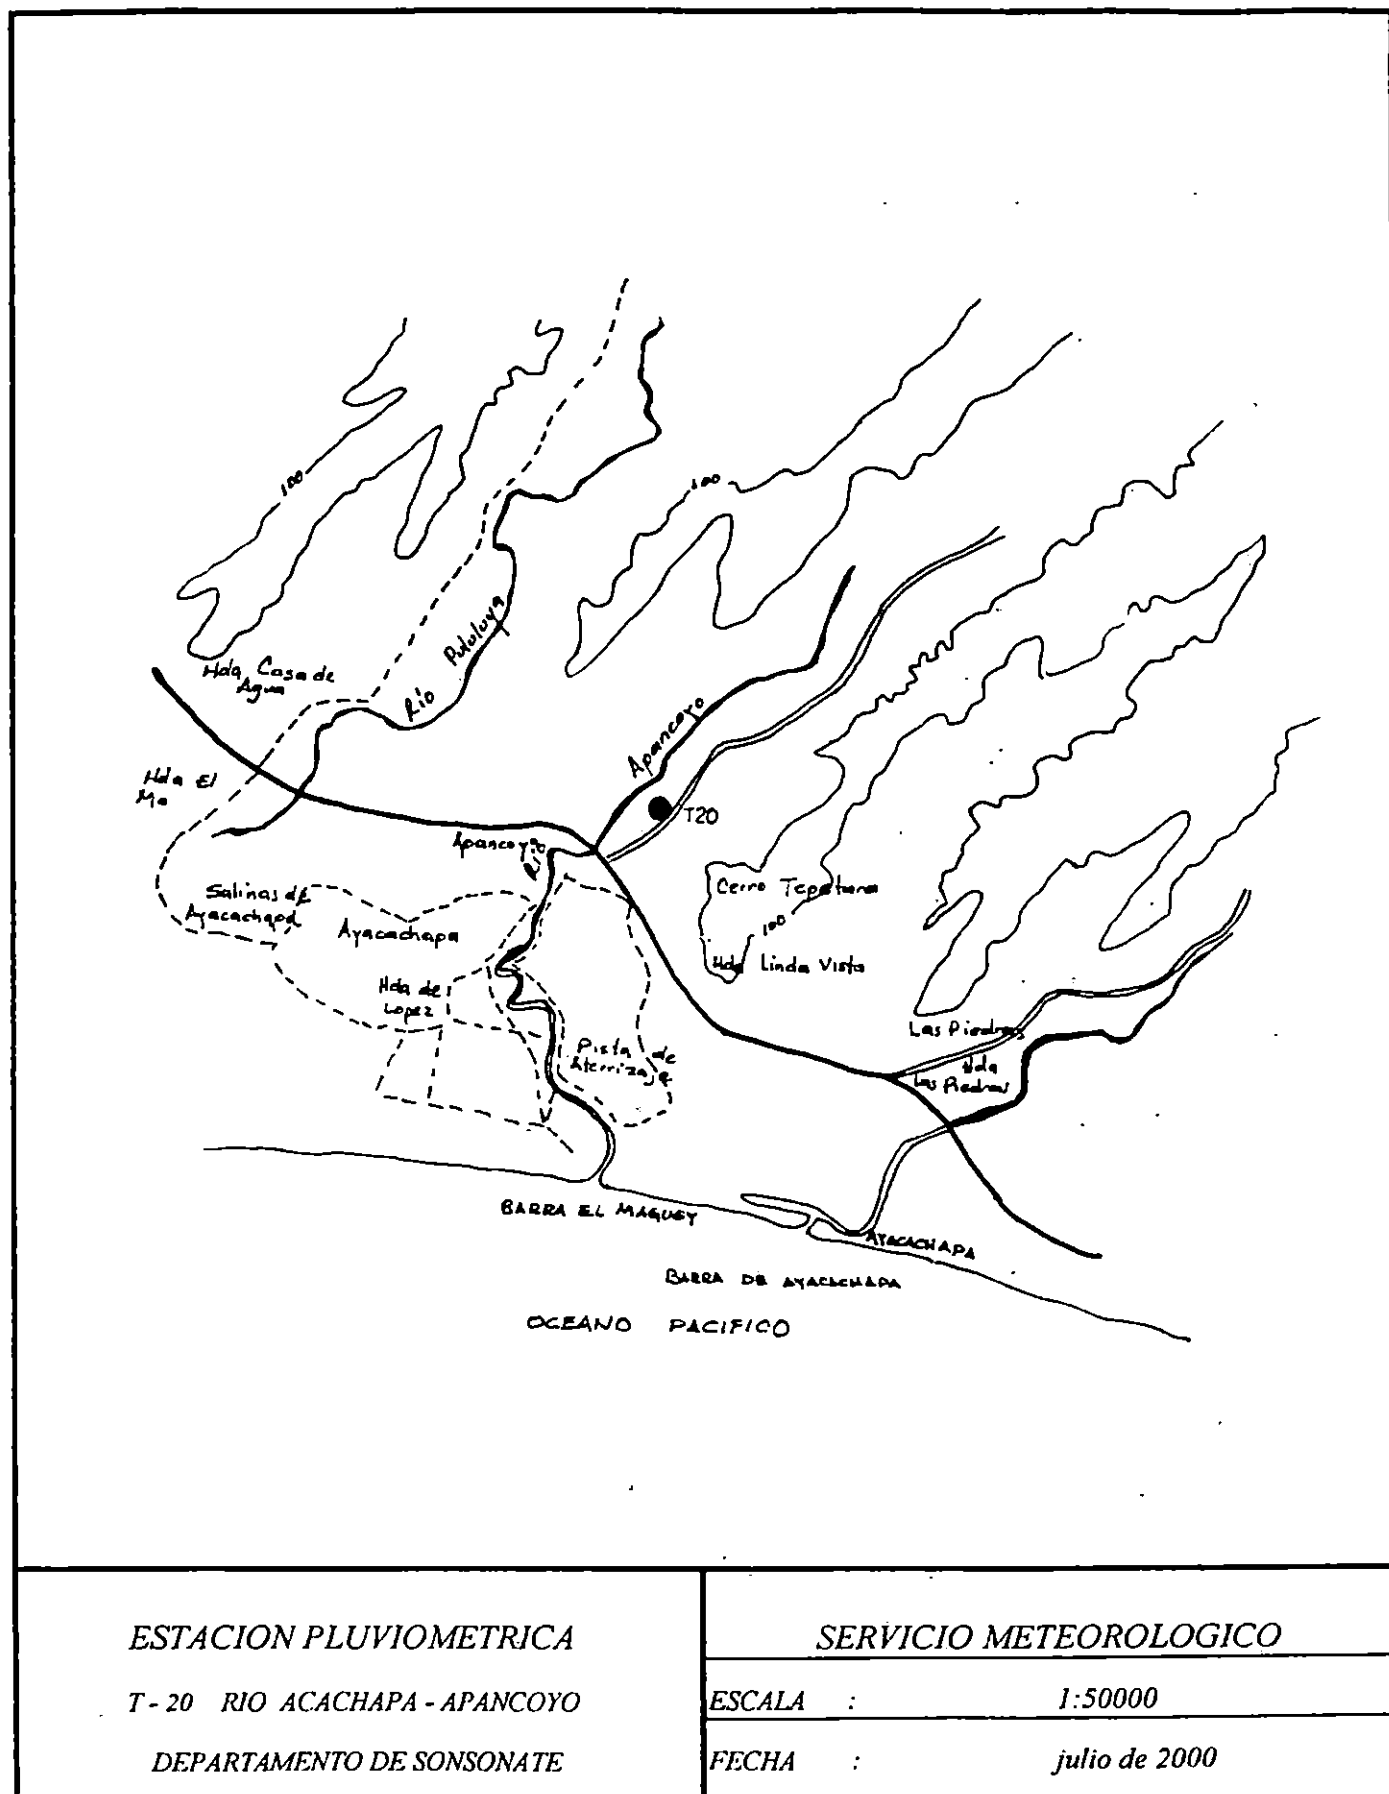 100
100
Hda Casa de
Agua
Río Pululuya
Apancoyo
Hda El
Ma
T20
Apancoyo
Río
Salinas de
Ayacachapa
Ayacachapa
Cerro Tepetuna
100
Hda Linda Vista
Hda de
Lopez
Las Piedras
Pista de
Aterrizaje
Hda
Las Piedras
BARRA EL MAGUEY
AYACACHAPA
BARRA DE AYACACHAPA
OCEANO PACIFICO
ESTACION PLUVIOMETRICA
T - 20 RIO ACACHAPA - APANCOYO
DEPARTAMENTO DE SONSONATE
SERVICIO METEOROLOGICO
ESCALA : 1:50000
FECHA : julio de 2000